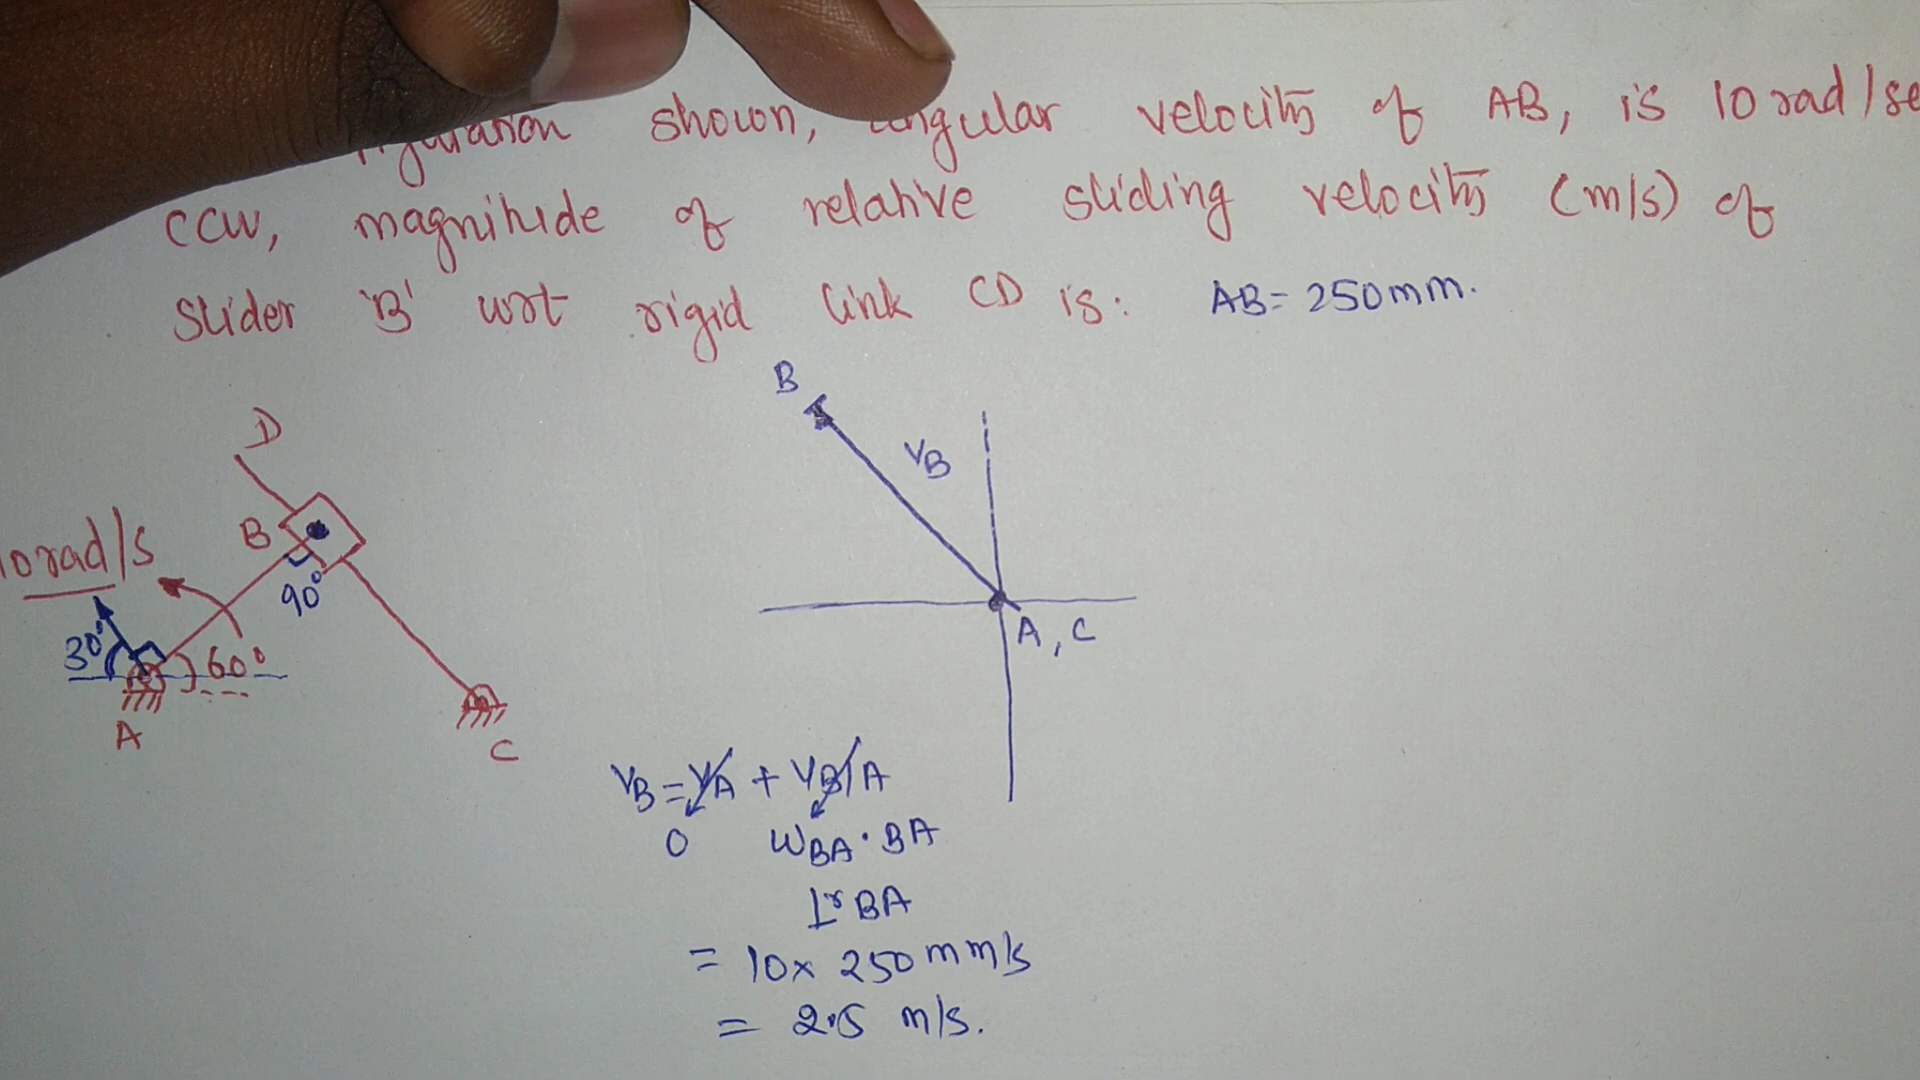 shown, angular velocity of AB, is 10 rad/se
CCW, magnitude of relative sliding velocity (m/s) of
slider 'B' wrt rigid link CD is: AB = 250mm.
B
D
VB
B
10 rad/s
90°
30°
60°
A, C
A
C
VB = VA + VB/A
0 WBA · BA
⊥r BA
= 10 x 250 mm/s
= 2.5 m/s.